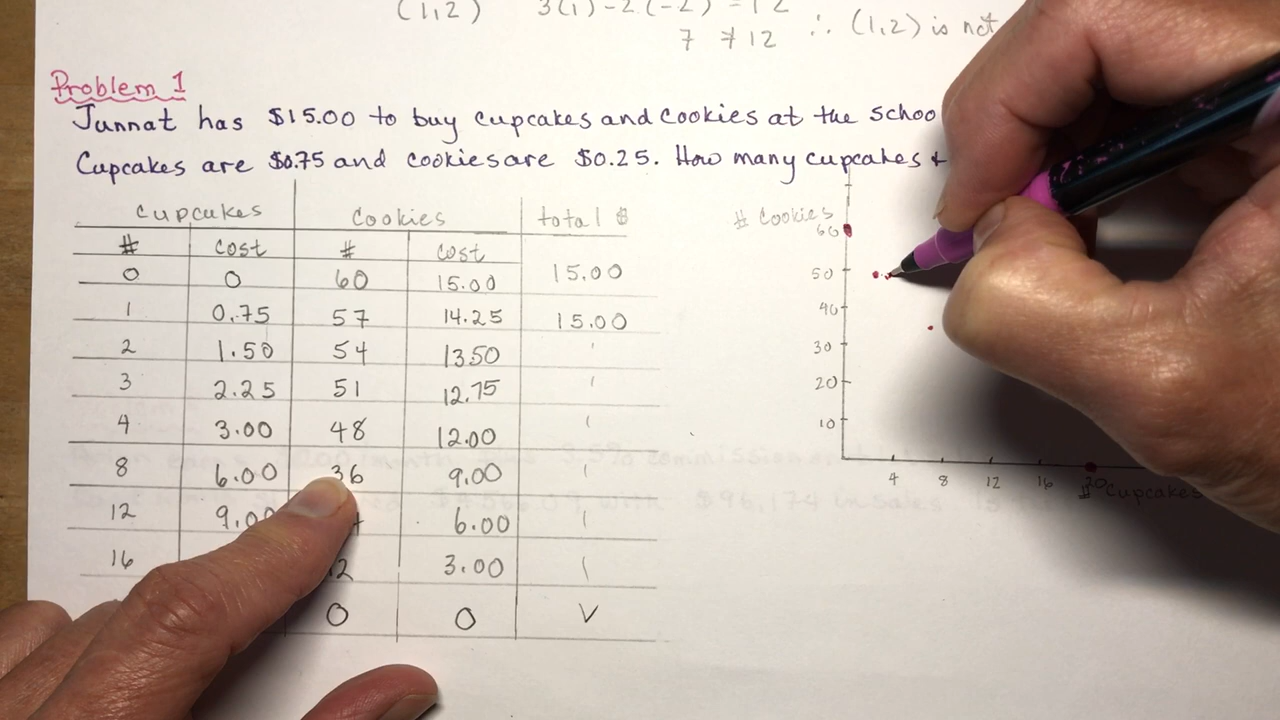 (1,2) 3(1)-2(-2) = 12
7 ≠ 12 ∴ (1,2) is not
Problem 1
Junnat has $15.00 to buy cupcakes and cookies at the schoo
Cupcakes are $0.75 and cookies are $0.25. How many cupcakes +
cupcakes cookies total $
# cost # cost
0 0 60 15.00 15.00
1 0.75 57 14.25 15.00
2 1.50 54 13.50 '
3 2.25 51 12.75 '
4 3.00 48 12.00 '
8 6.00 36 9.00 '
12 9.00 6.00
16 12 3.00
0 0
# Cookies
60
50
40
30
20
10
4 8 12 16 20
# Cupcakes